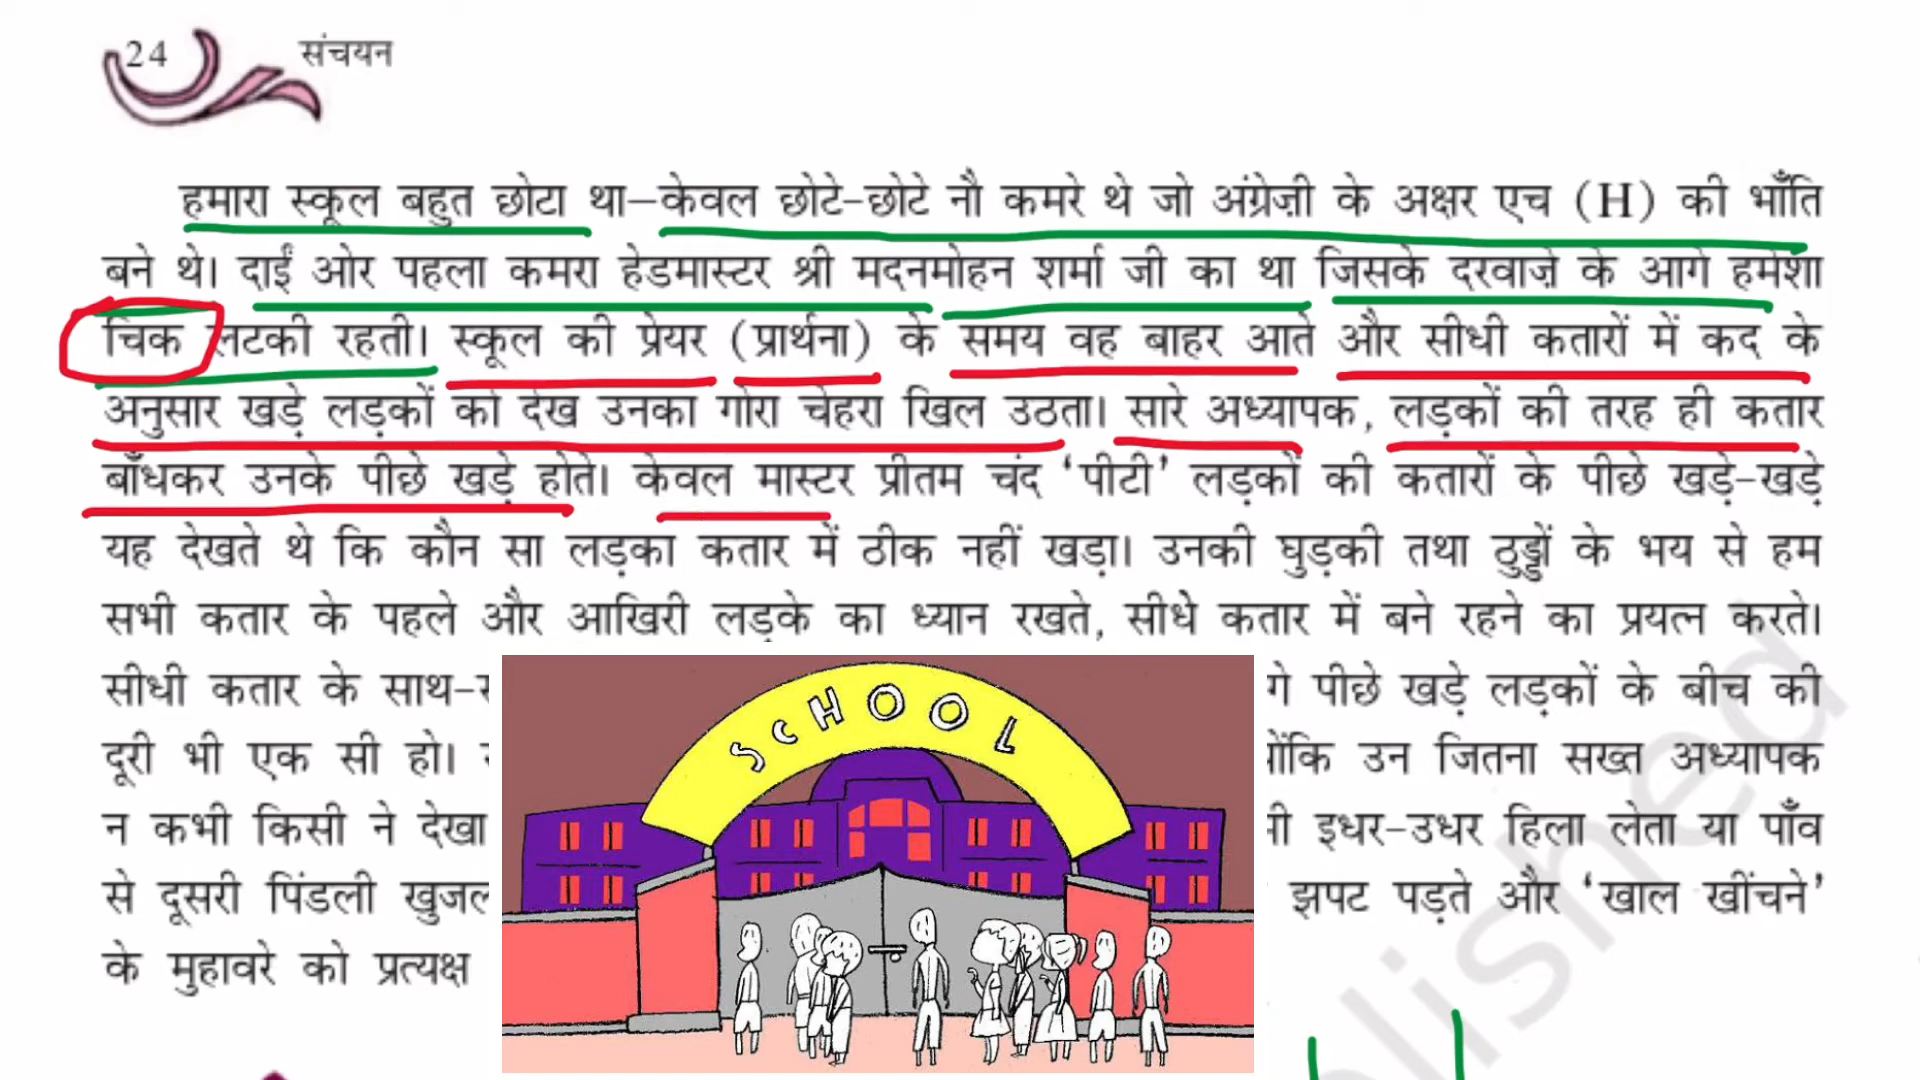 24 संचयन
हमारा स्कूल बहुत छोटा था—केवल छोटे-छोटे नौ कमरे थे जो अंग्रेज़ी के अक्षर एच (H) की भाँति
बने थे। दाईं ओर पहला कमरा हेडमास्टर श्री मदनमोहन शर्मा जी का था जिसके दरवाज़े के आगे हमेशा
चिक लटकी रहती। स्कूल की प्रेयर (प्रार्थना) के समय वह बाहर आते और सीधी कतारों में कद के
अनुसार खड़े लड़कों को देख उनका गोरा चेहरा खिल उठता। सारे अध्यापक, लड़कों की तरह ही कतार
बाँधकर उनके पीछे खड़े होते। केवल मास्टर प्रीतम चंद ‘पीटी’ लड़कों की कतारों के पीछे खड़े-खड़े
यह देखते थे कि कौन सा लड़का कतार में ठीक नहीं खड़ा। उनकी घुड़की तथा ठुड्डों के भय से हम
सभी कतार के पहले और आखिरी लड़के का ध्यान रखते, सीधे कतार में बने रहने का प्रयत्न करते।
सीधी कतार के गे पीछे खड़े लड़कों के बीच की
दूरी भी एक सी हो। उन जितना सख्त अध्यापक
न कभी किसी ने देखा इधर-उधर हिला लेता या पाँव
से दूसरी पिंडली झपट पड़ते और ‘खाल खींचने’
के मुहावरे को प्रत्यक्ष
SCHOOL
lished